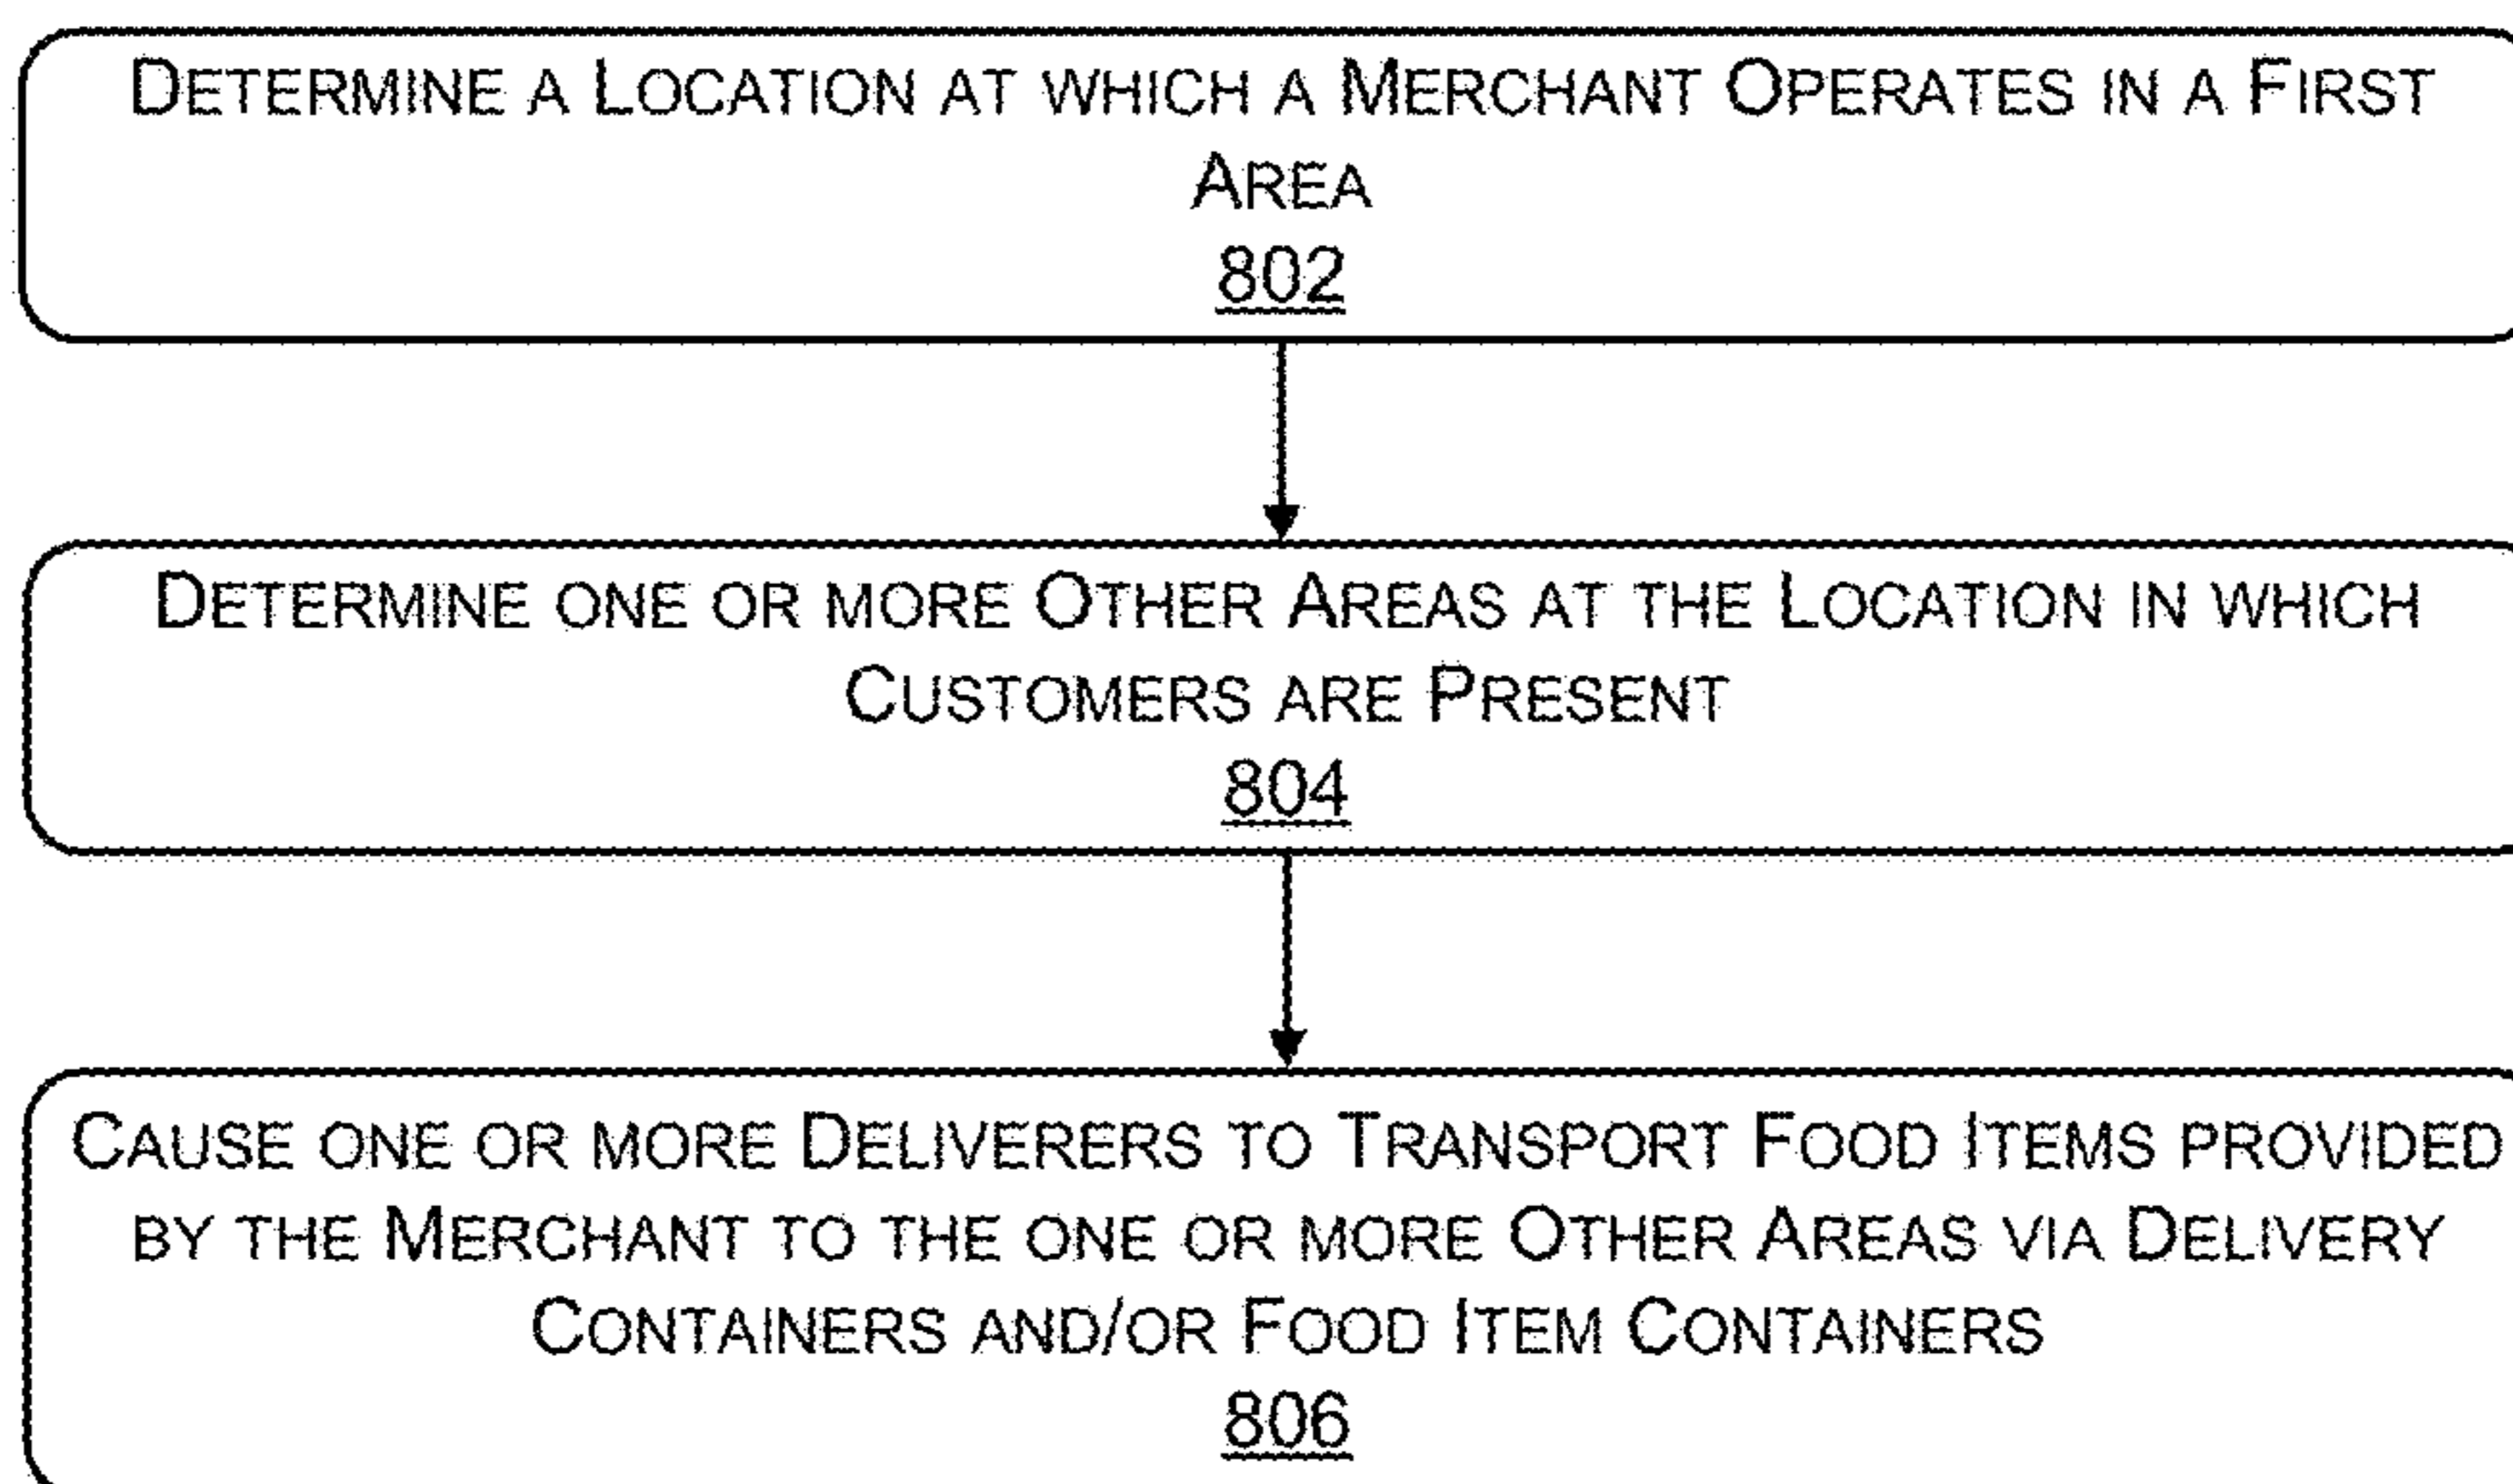 DETERMINE A LOCATION AT WHICH A MERCHANT OPERATES IN A FIRST
AREA
802
DETERMINE ONE OR MORE OTHER AREAS AT THE LOCATION IN WHICH
CUSTOMERS ARE PRESENT
804
CAUSE ONE OR MORE DELIVERERS TO TRANSPORT FOOD ITEMS PROVIDED
BY THE MERCHANT TO THE ONE OR MORE OTHER AREAS VIA DELIVERY
CONTAINERS AND/OR FOOD ITEM CONTAINERS
806